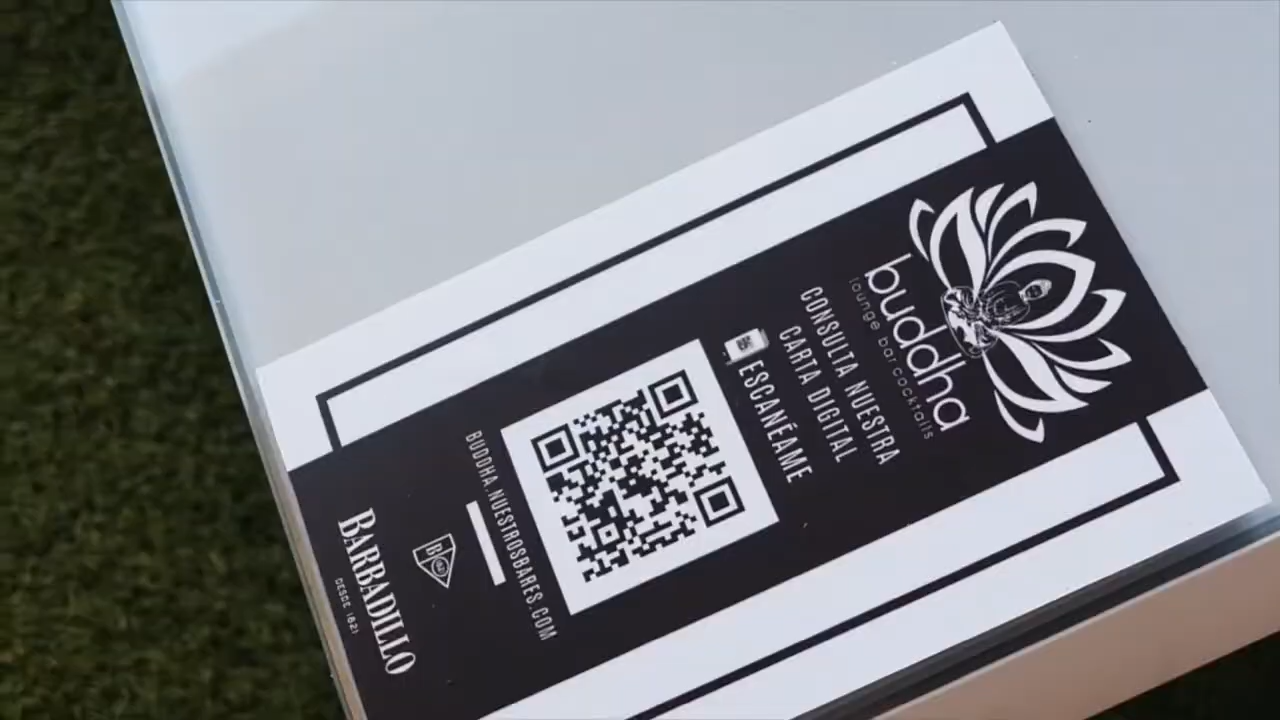 buddha
lounge bar cocktails
CONSULTA NUESTRA
CARTA DIGITAL
ESCANÉAME
BUDDHA.NUESTROSBARES.COM
BARBADILLO
DESDE 1821